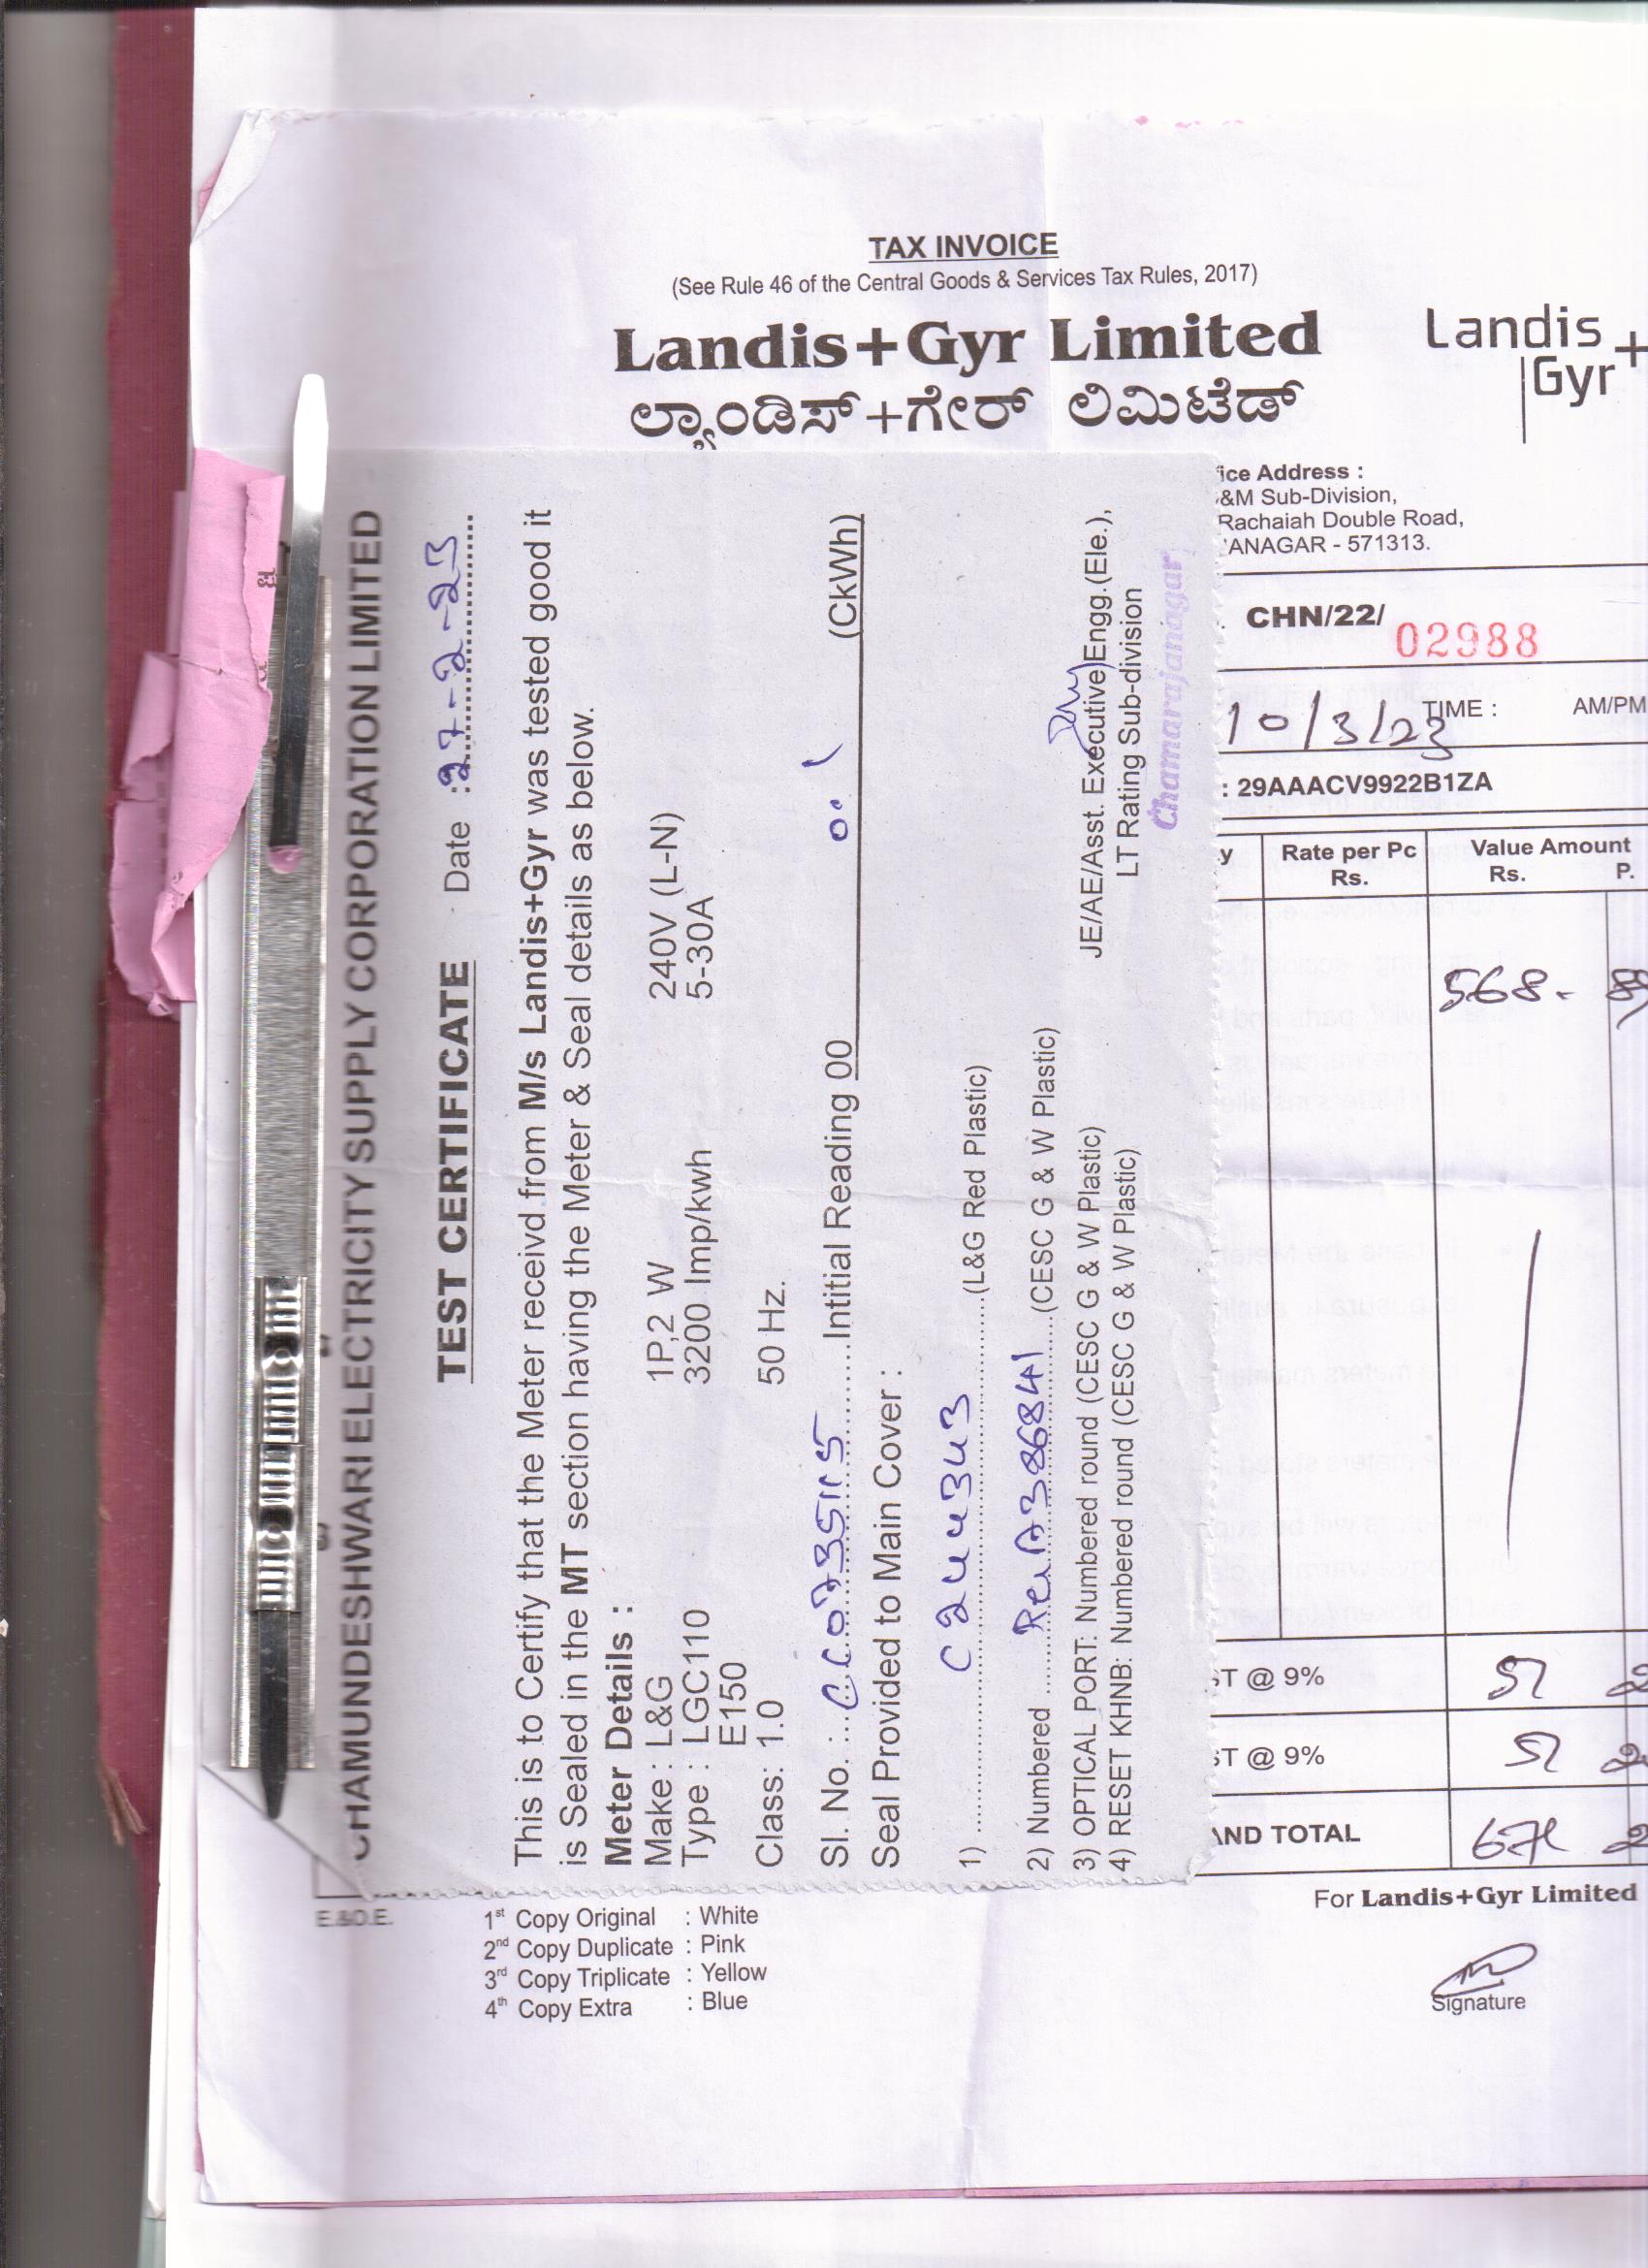 TAX INVOICE
(See Rule 46 of the Central Goods & Services Tax Rules, 2017)
Landis+Gyr Limited
ಲ್ಯಾಂಡಿಸ್+ಗೇರ್ ಲಿಮಿಟೆಡ್
Landis
Gyr+
ice Address :
&M Sub-Division,
Rachaiah Double Road,
ANAGAR - 571313.
CHN/22/ 02988
10/3/23 TIME : AM/PM
: 29AAACV9922B1ZA
y Rate per Pc Rs. Value Amount Rs. P.
568. 89
ST @ 9% 51
ST @ 9% 51
AND TOTAL
For Landis+Gyr Limited
Signature
E.&O.E.
1st Copy Original : White
2nd Copy Duplicate : Pink
3rd Copy Triplicate : Yellow
4th Copy Extra : Blue
CHAMUNDESHWARI ELECTRICITY SUPPLY CORPORATION LIMITED
TEST CERTIFICATE Date : 27-2-23
This is to Certify that the Meter receivd from M/s Landis+Gyr was tested good it
is Sealed in the MT section having the Meter & Seal details as below.
Meter Details :
Make : L&G 1P,2 W 240V (L-N)
Type : LGC110 3200 Imp/kwh 5-30A
E150
Class: 1.0 50 Hz.
Sl. No. : CC0735115 Intitial Reading 00 0.1 (CkWh)
Seal Provided to Main Cover :
1) C2444343 (L&G Red Plastic)
2) Numbered (CESC G & W Plastic)
3) OPTICAL PORT: Numbered round (CESC G & W Plastic)
4) RESET KHNB: Numbered round (CESC G & W Plastic)
JE/AE/Asst. Executive Engg.(Ele.),
LT Rating Sub-division
Chamarajanagar